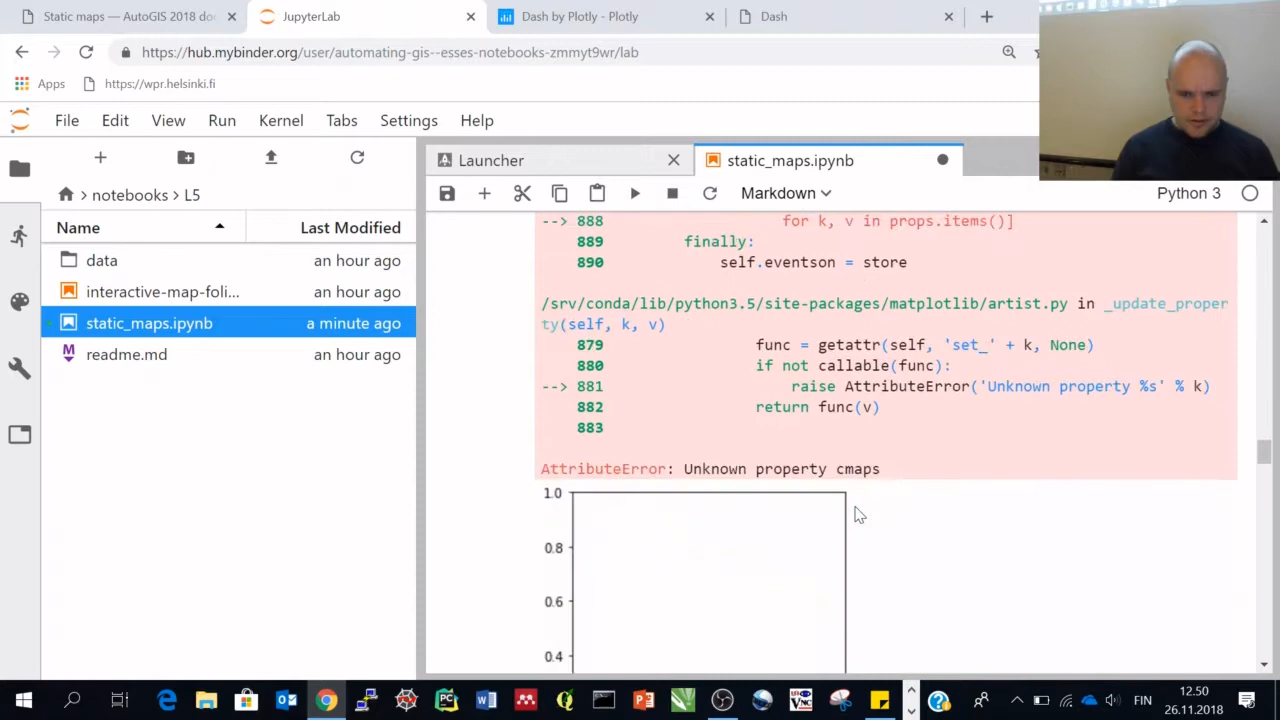 Static maps — AutoGIS 2018 do
JupyterLab
Dash by Plotly - Plotly
Dash
https://hub.mybinder.org/user/automating-gis--esses-notebooks-zmmyt9wr/lab
Apps
https://wpr.helsinki.fi
File Edit View Run Kernel Tabs Settings Help
Launcher
static_maps.ipynb
notebooks > L5
Markdown
Python 3
Name
Last Modified
data an hour ago
interactive-map-foli... an hour ago
static_maps.ipynb a minute ago
readme.md an hour ago
--> 888 for k, v in props.items()]
889 finally:
890 self.eventson = store
/srv/conda/lib/python3.5/site-packages/matplotlib/artist.py in _update_proper
ty(self, k, v)
879 func = getattr(self, 'set_' + k, None)
880 if not callable(func):
--> 881 raise AttributeError('Unknown property %s' % k)
882 return func(v)
883
AttributeError: Unknown property cmaps
1.0
0.8
0.6
0.4
FIN
12.50
26.11.2018